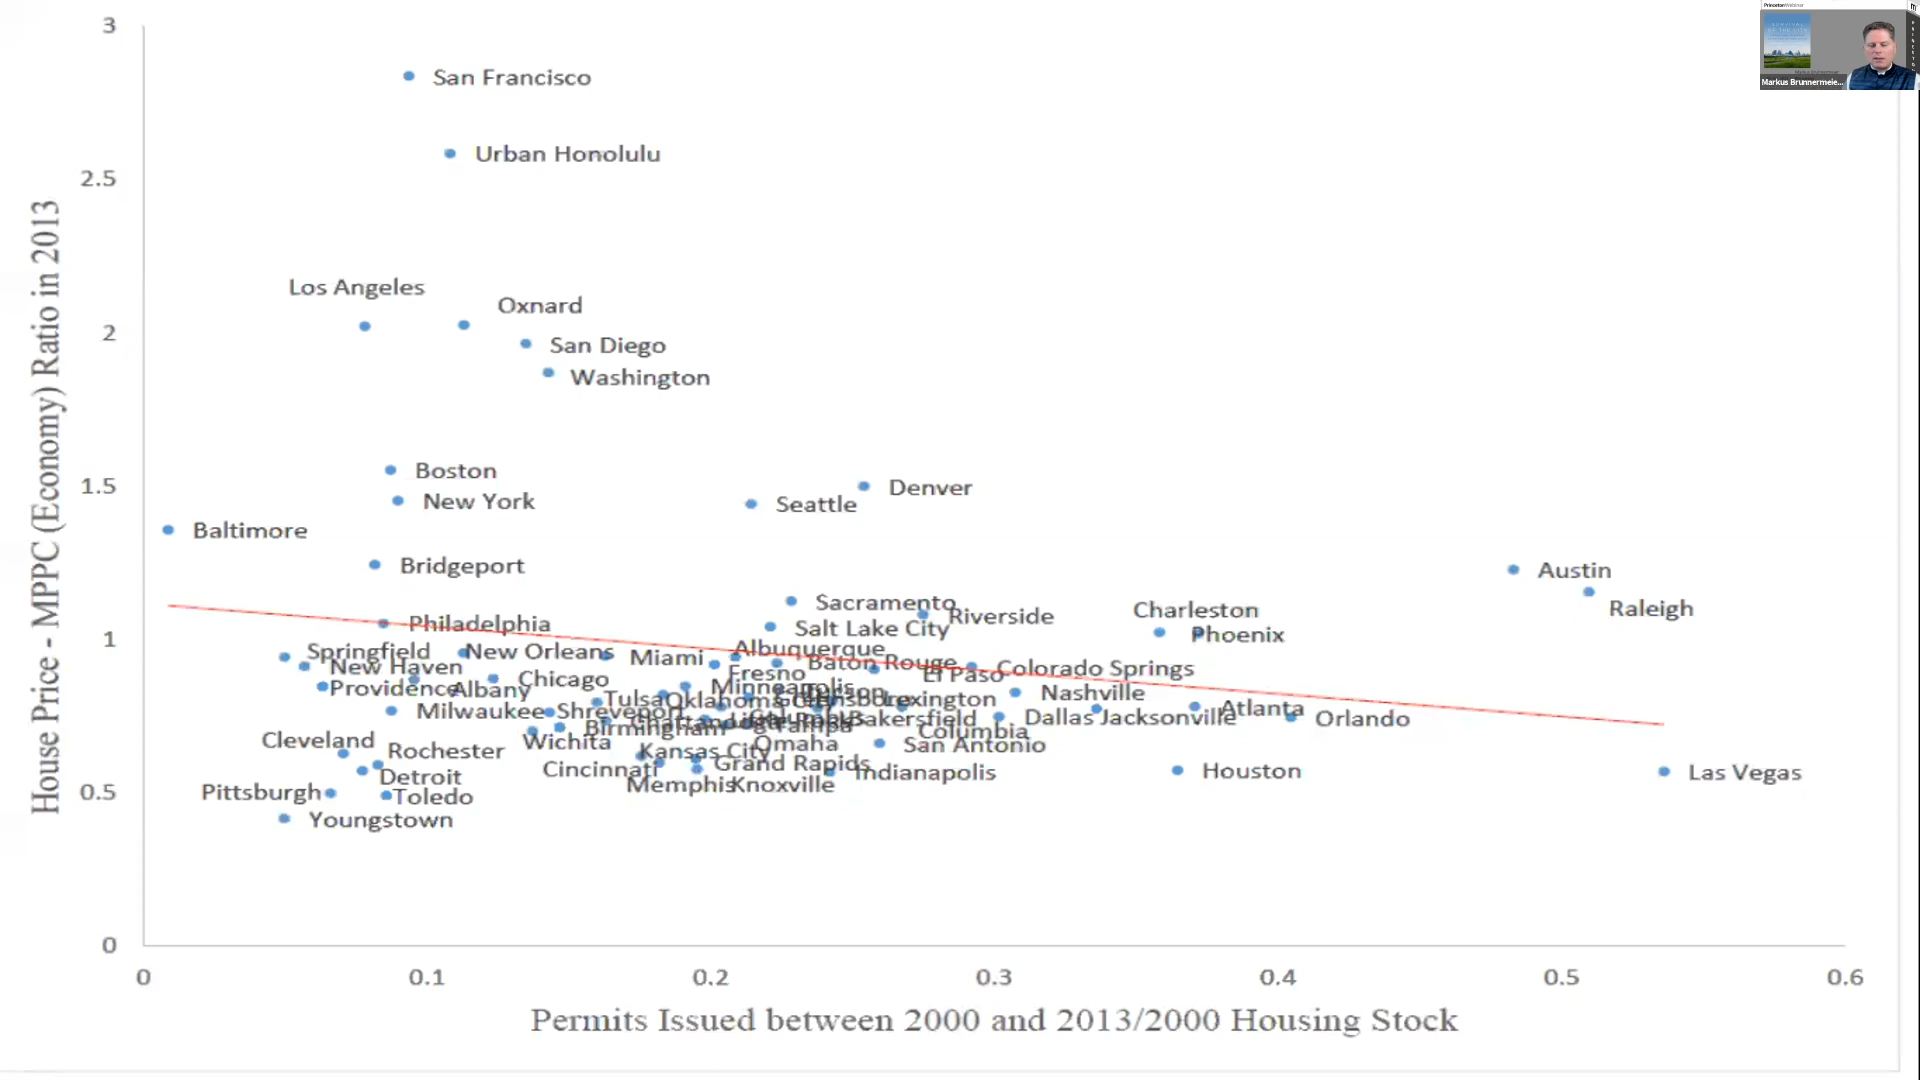 PrincetonWebinar
Markus Brunnermeie...
House Price - MPPC (Economy) Ratio in 2013
3
2.5
2
1.5
1
0.5
0
San Francisco
Urban Honolulu
Los Angeles
Oxnard
San Diego
Washington
Boston
New York
Denver
Seattle
Baltimore
Bridgeport
Austin
Raleigh
Sacramento
Riverside
Charleston
Philadelphia
Salt Lake City
Phoenix
Springfield
New Orleans
Miami
Albuquerque
New Haven
Baton Rouge
Colorado Springs
Fresno
El Paso
Chicago
Providence
Albany
Minneapolis
Nashville
Tulsa
Oklahoma City
Lexington
Atlanta
Milwaukee
Shreveport
Bakersfield
Dallas
Jacksonville
Orlando
Birmingham
Tampa
Columbia
Cleveland
Rochester
Wichita
Kansas City
Omaha
San Antonio
Cincinnati
Grand Rapids
Indianapolis
Houston
Las Vegas
Detroit
Memphis
Knoxville
Pittsburgh
Toledo
Youngstown
0
0.1
0.2
0.3
0.4
0.5
0.6
Permits Issued between 2000 and 2013/2000 Housing Stock